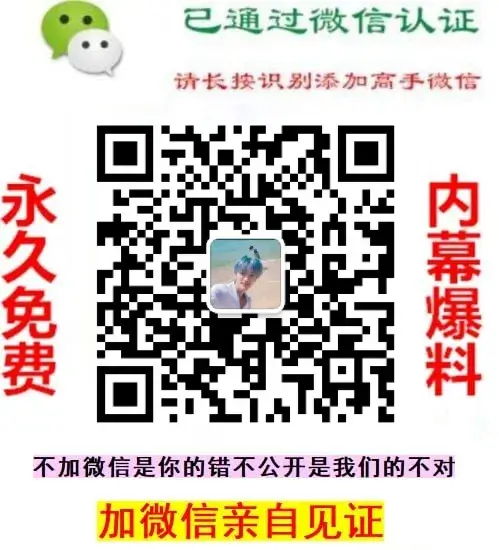 已通过微信认证
请长按识别添加高手微信
永久免费
内幕爆料
不加微信是你的错不公开是我们的不对
加微信亲自见证